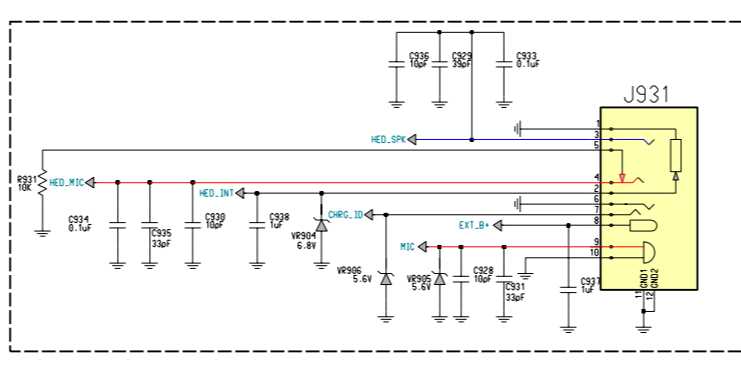 C936
10pF
C929
39pF
C933
0.1uF
J931
1
HED_SPK
3
5
R931
10K
HED_MIC
4
HED_INT
2
C934
0.1uF
C935
33pF
C930
10pF
C938
1uF
VR904
6.8V
CHRG_ID
6
7
EXT_B+
8
MIC
9
10
VR906
5.6V
VR905
5.6V
C928
10pF
C931
33pF
C937
1uF
11 GND1
12 GND2